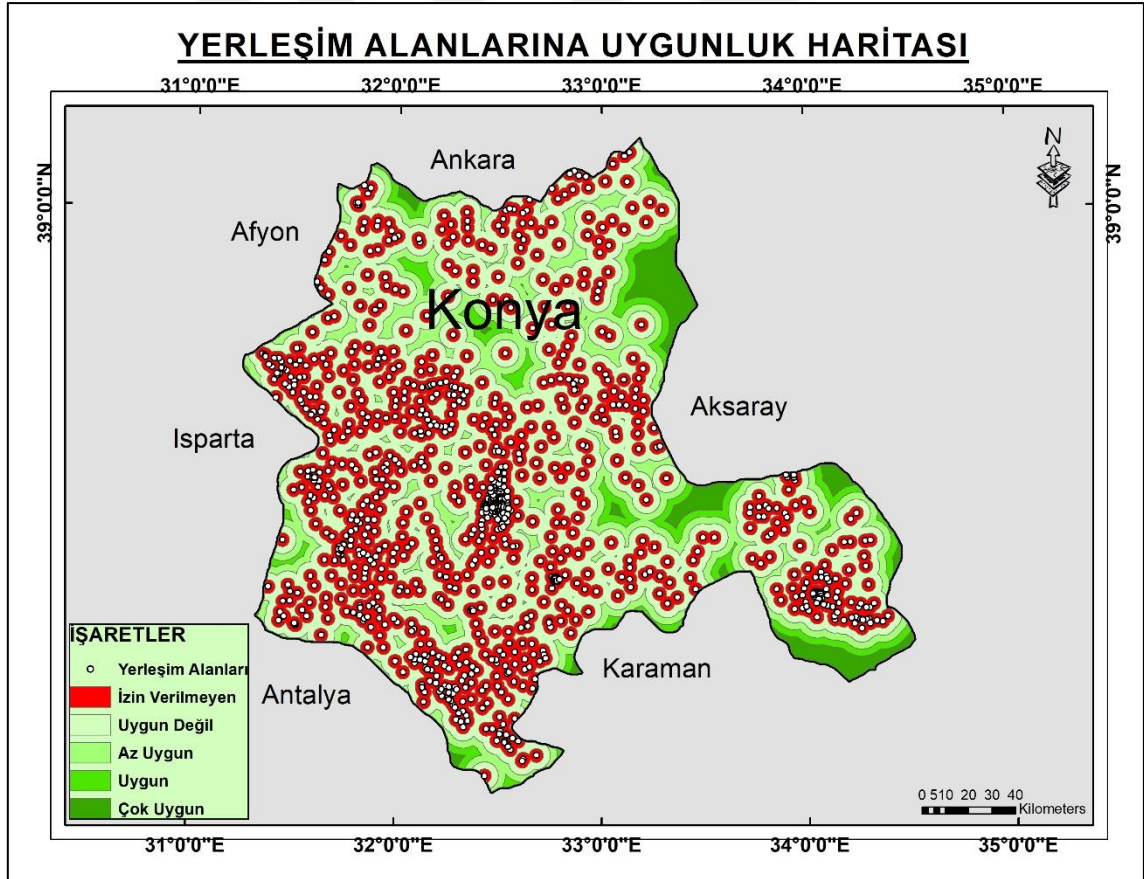 YERLEŞİM ALANLARINA UYGUNLUK HARİTASI
31°0'0"E 32°0'0"E 33°0'0"E 34°0'0"E 35°0'0"E
39°0'0"N
39°0'0"N
N
Ankara
Afyon
Konya
Aksaray
Isparta
Karaman
Antalya
İŞARETLER
Yerleşim Alanları
İzin Verilmeyen
Uygun Değil
Az Uygun
Uygun
Çok Uygun
0 510 20 30 40
Kilometers
31°0'0"E 32°0'0"E 33°0'0"E 34°0'0"E 35°0'0"E